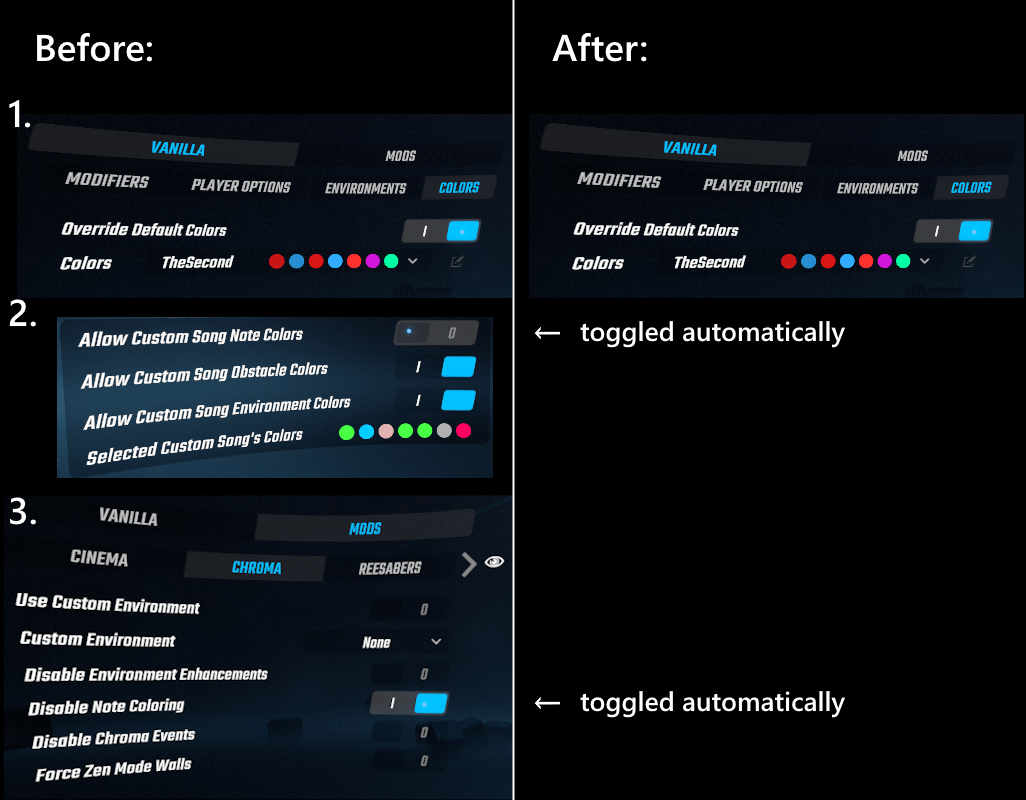 Before:
After:
1.
VANILLA
MODS
MODIFIERS PLAYER OPTIONS ENVIRONMENTS COLORS
Override Default Colors I
Colors TheSecond
VANILLA
MODS
MODIFIERS PLAYER OPTIONS ENVIRONMENTS COLORS
Override Default Colors I
Colors TheSecond
2.
Allow Custom Song Note Colors 0
Allow Custom Song Obstacle Colors I
Allow Custom Song Environment Colors I
Selected Custom Song's Colors
← toggled automatically
3.
VANILLA
MODS
CINEMA CHROMA REESABERS
Use Custom Environment 0
Custom Environment None
Disable Environment Enhancements 0
Disable Note Coloring I
Disable Chroma Events 0
Force Zen Mode Walls 0
← toggled automatically